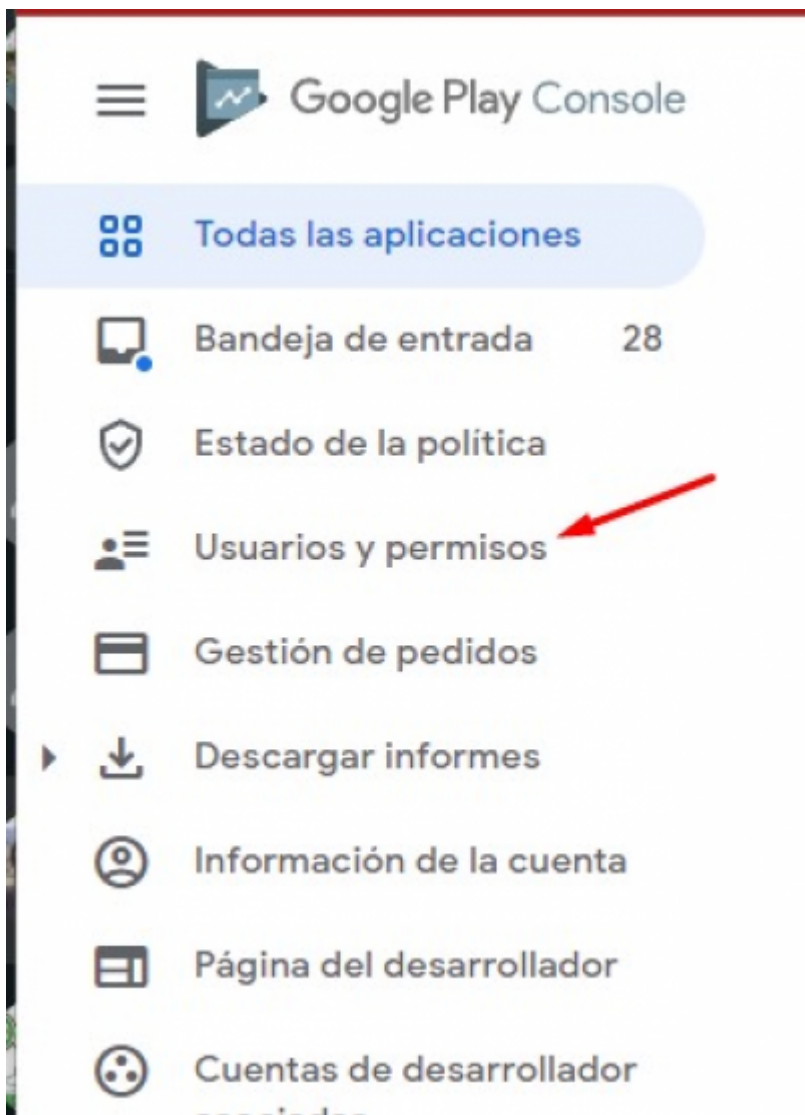 Google Play Console
Todas las aplicaciones
Bandeja de entrada 28
Estado de la política
Usuarios y permisos
Gestión de pedidos
Descargar informes
Información de la cuenta
Página del desarrollador
Cuentas de desarrollador